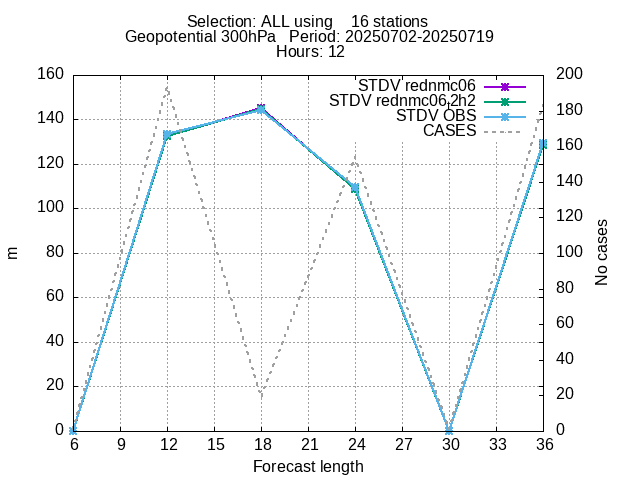 Selection: ALL using    16 stations
Geopotential 300hPa   Period: 20250702-20250719
Hours: 12
STDV rednmc06
STDV rednmc06,2h2
STDV OBS
CASES
160
140
120
100
80
60
40
20
0
m
200
180
160
140
120
100
80
60
40
20
0
No cases
6 9 12 15 18 21 24 27 30 33 36
Forecast length